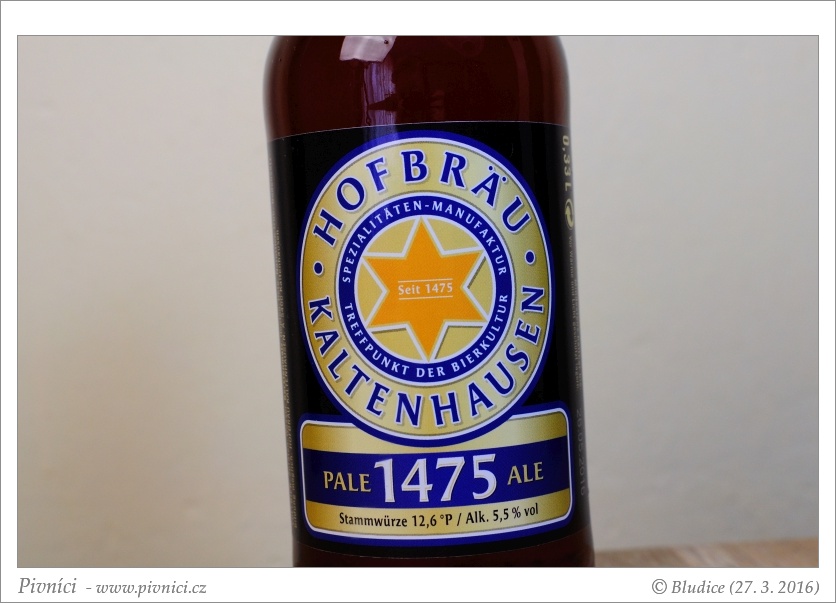 HOFBRÄU
KALTENHAUSEN
SPEZIALITÄTEN-MANUFAKTUR
TREFFPUNKT DER BIERKULTUR
Seit 1475
PALE 1475 ALE
Stammwürze 12,6 °P / Alk. 5,5 % vol
0,33 L
Pivníci - www.pivnici.cz
© Bludice (27. 3. 2016)